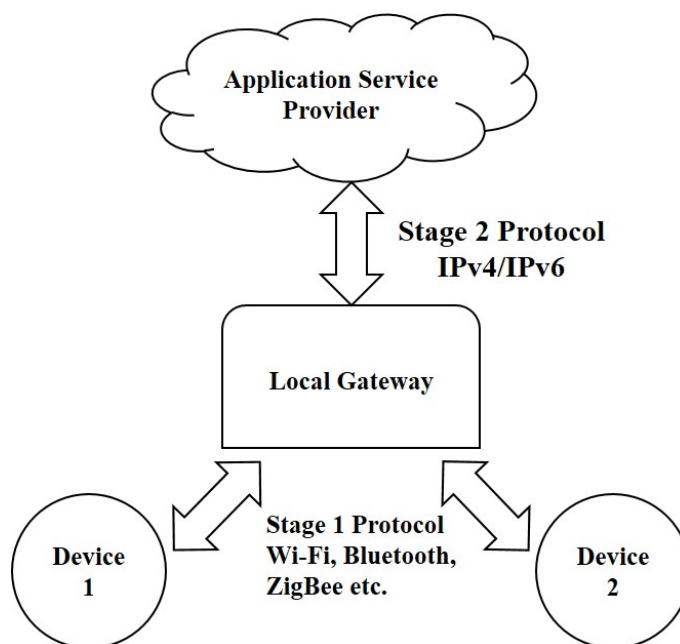 Application Service
Provider
Stage 2 Protocol
IPv4/IPv6
Local Gateway
Stage 1 Protocol
Wi-Fi, Bluetooth,
ZigBee etc.
Device
1
Device
2